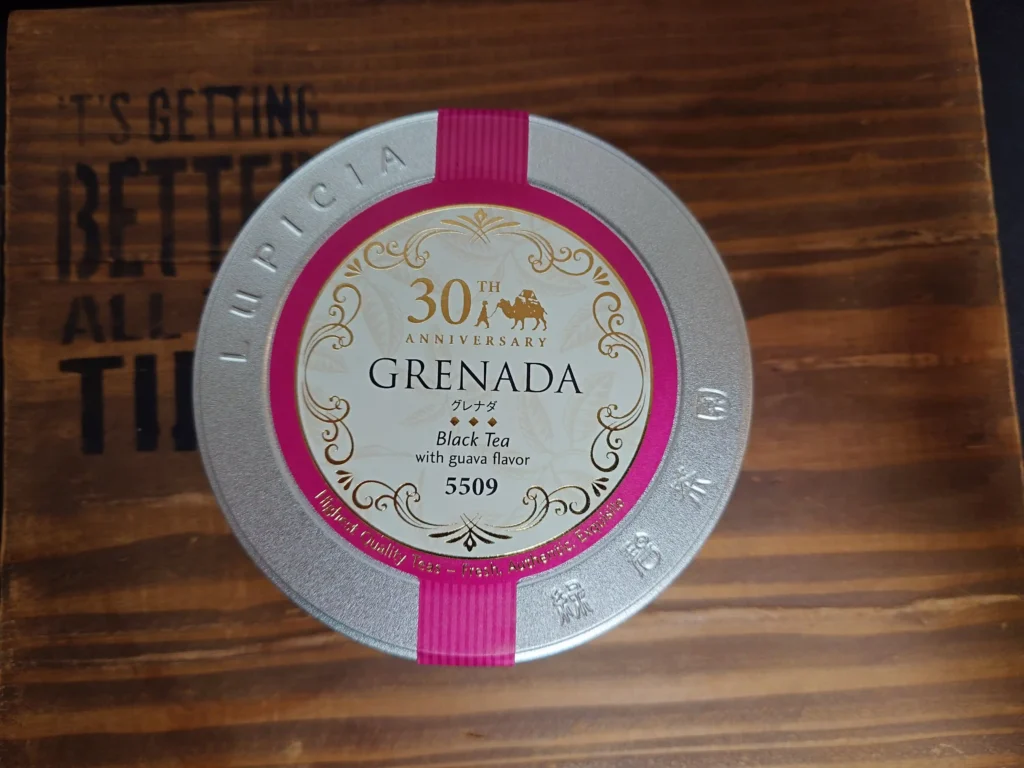 IT'S GETTING
BETTE
ALL
TI
LUPICIA
30TH
ANNIVERSARY
GRENADA
グレナダ
Black Tea
with guava flavor
5509
Highest Quality Teas – Fresh, Authentic, Exquisite
緑碧茶園